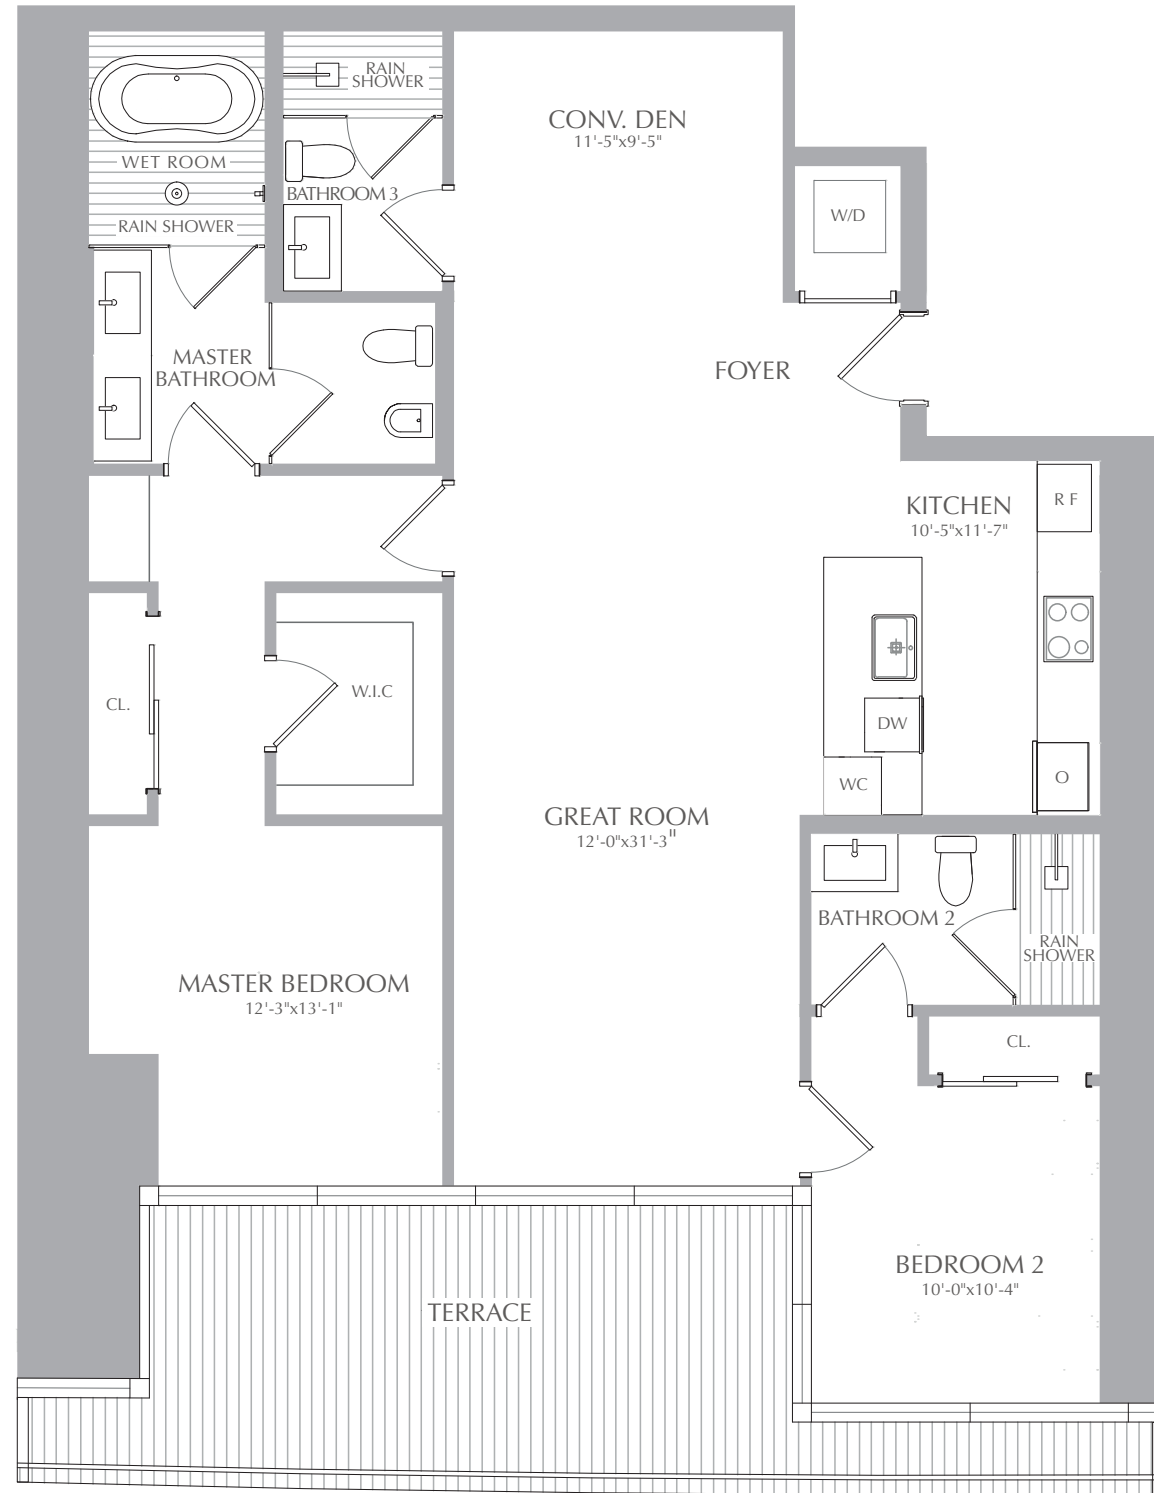 RAIN
SHOWER
CONV. DEN
11'-5"x9'-5"
WET ROOM
BATHROOM 3
RAIN SHOWER
W/D
MASTER
BATHROOM
FOYER
KITCHEN
10'-5"x11'-7"
R F
CL.
W.I.C
DW
WC
O
GREAT ROOM
12'-0"x31'-3"
BATHROOM 2
RAIN
SHOWER
MASTER BEDROOM
12'-3"x13'-1"
CL.
BEDROOM 2
10'-0"x10'-4"
TERRACE